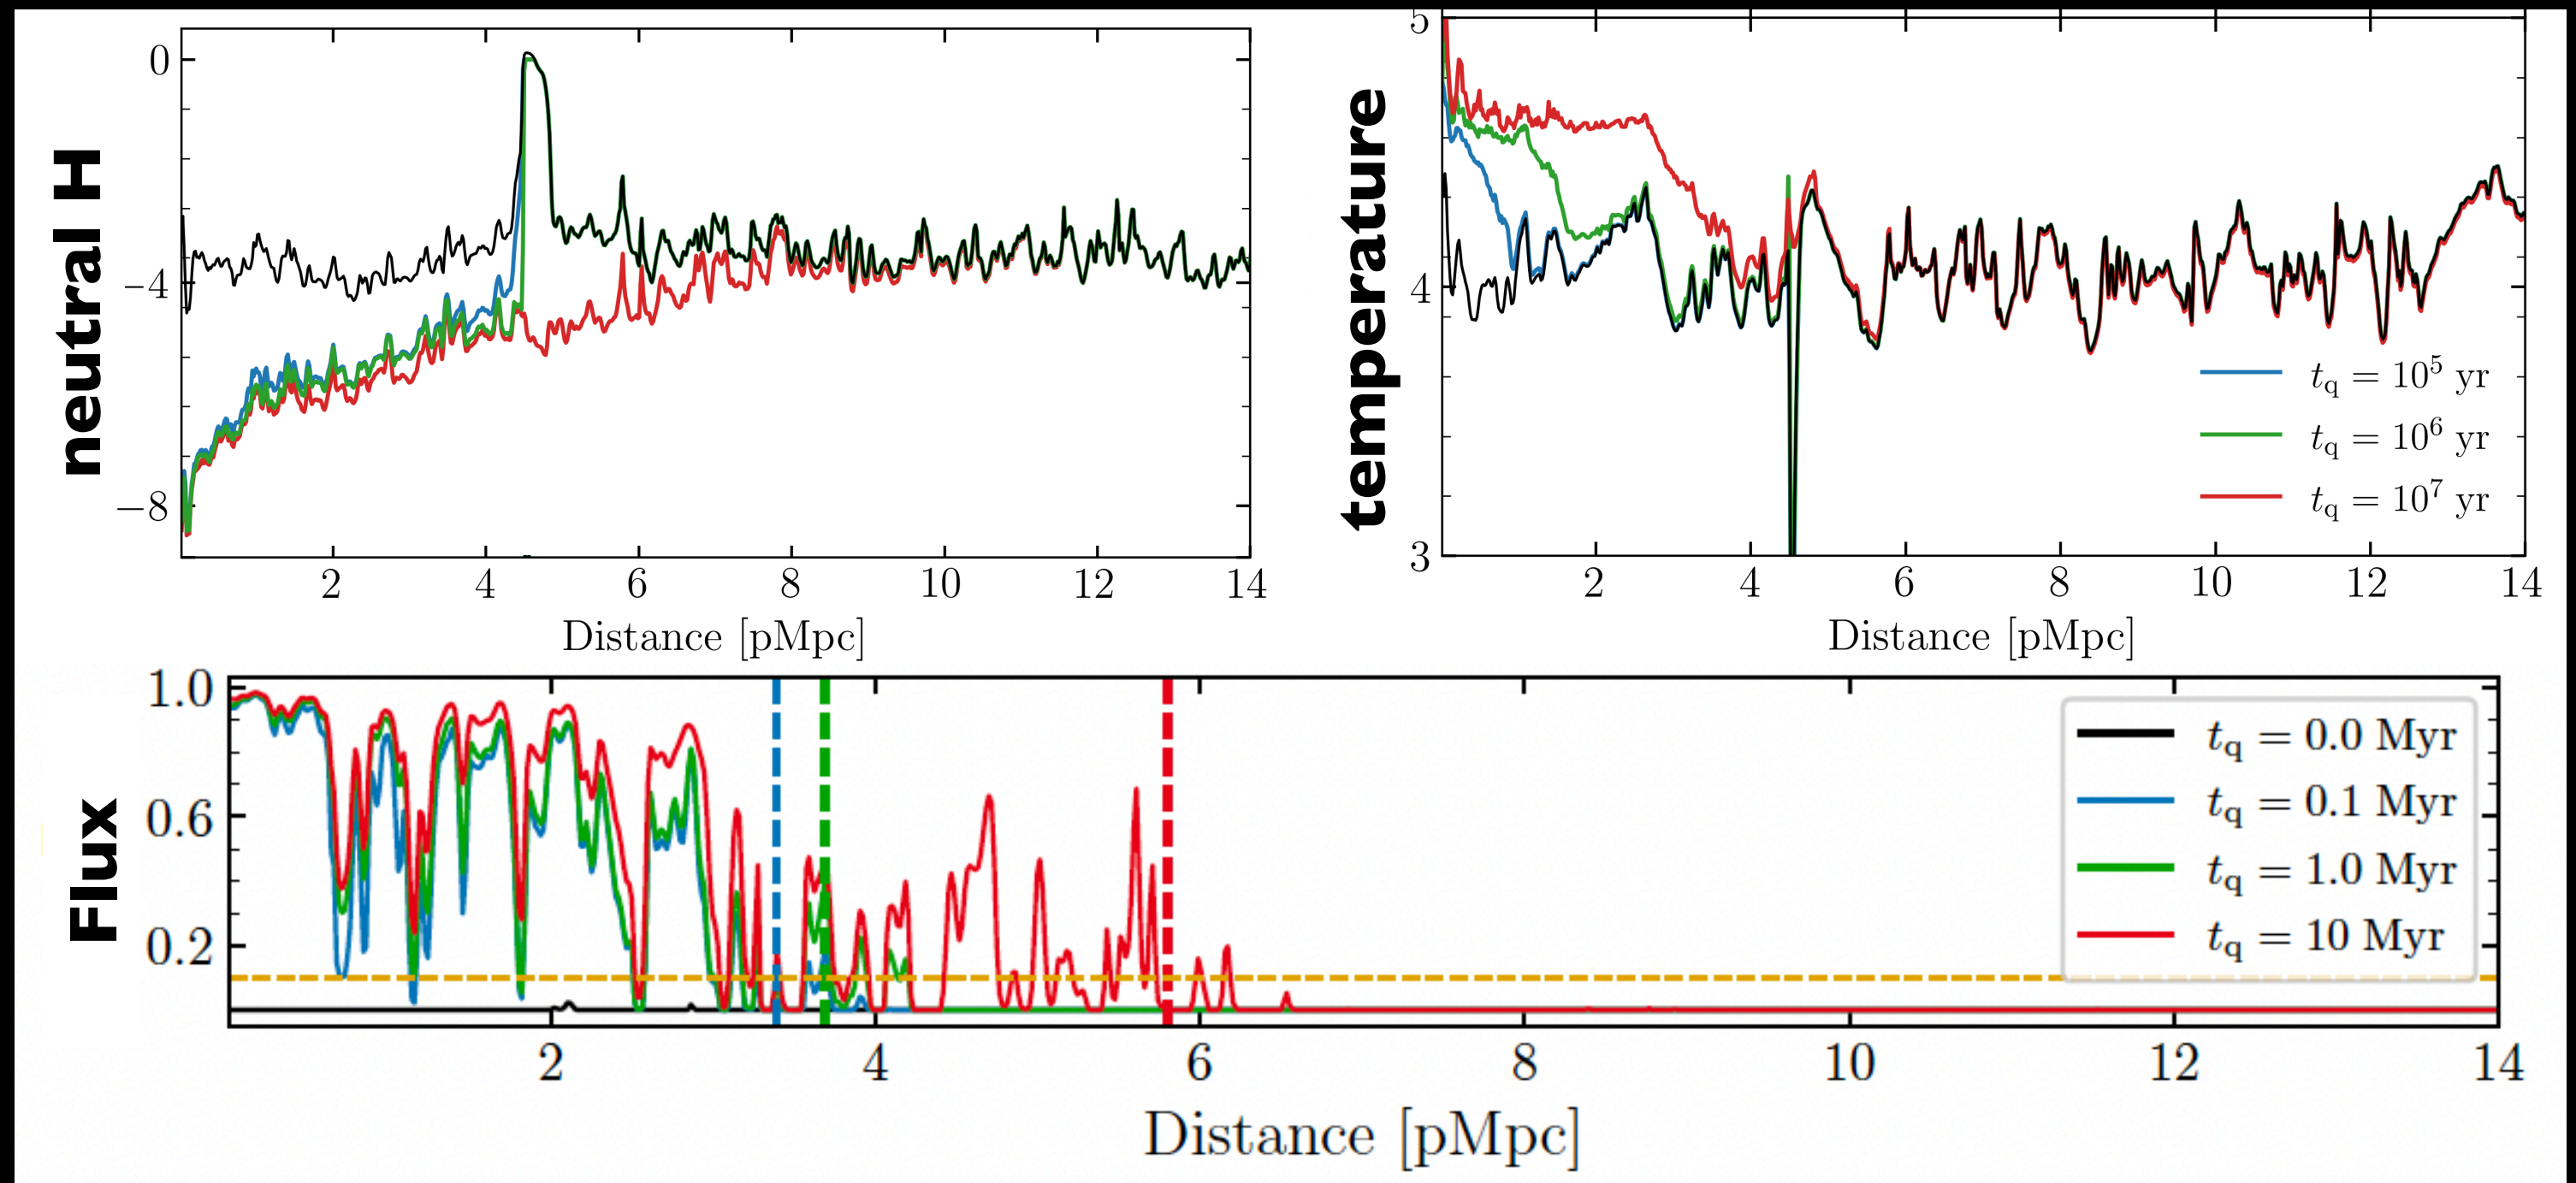 neutral H
0
−4
−8
2 4 6 8 10 12 14
Distance [pMpc]
temperature
5
4
3
t_q = 10^5 yr
t_q = 10^6 yr
t_q = 10^7 yr
2 4 6 8 10 12 14
Distance [pMpc]
Flux
1.0
0.6
0.2
t_q = 0.0 Myr
t_q = 0.1 Myr
t_q = 1.0 Myr
t_q = 10 Myr
2 4 6 8 10 12 14
Distance [pMpc]